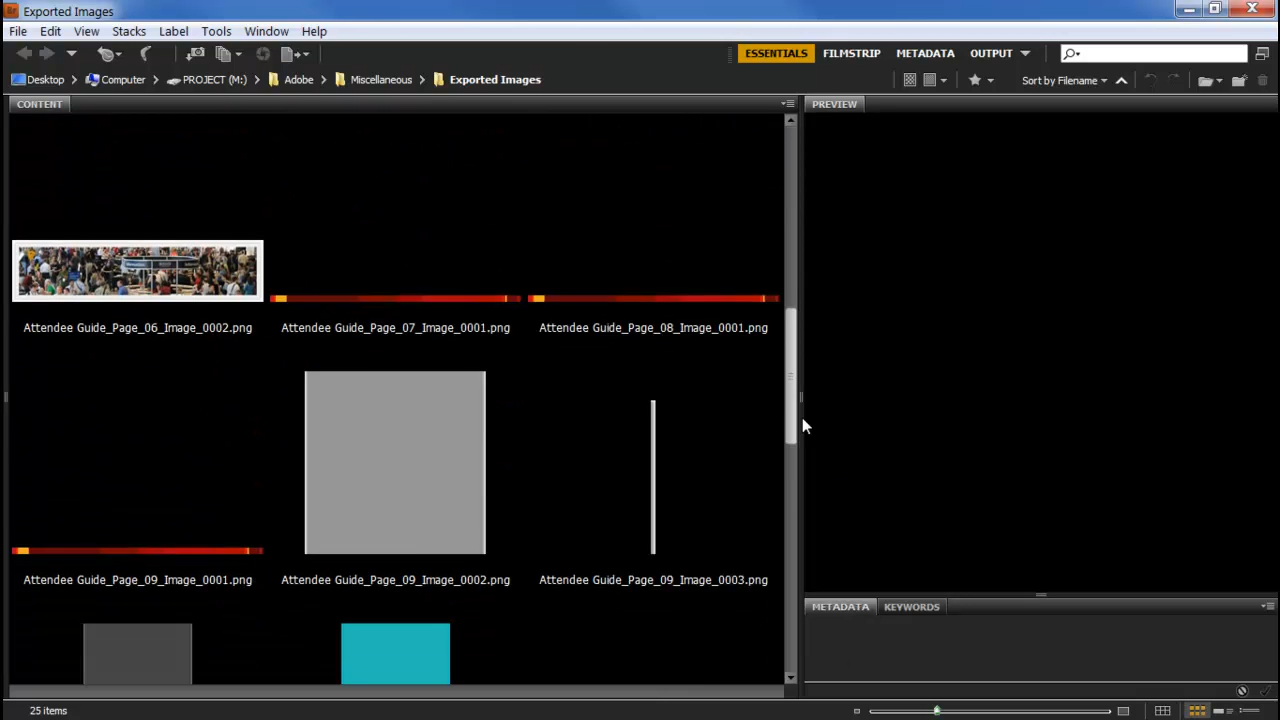 Br Exported Images
File Edit View Stacks Label Tools Window Help
ESSENTIALS FILMSTRIP METADATA OUTPUT
Desktop Computer PROJECT (M:) Adobe Miscellaneous Exported Images Sort by Filename
CONTENT
PREVIEW
Attendee Guide_Page_06_Image_0002.png Attendee Guide_Page_07_Image_0001.png Attendee Guide_Page_08_Image_0001.png
Attendee Guide_Page_09_Image_0001.png Attendee Guide_Page_09_Image_0002.png Attendee Guide_Page_09_Image_0003.png
METADATA KEYWORDS
25 items